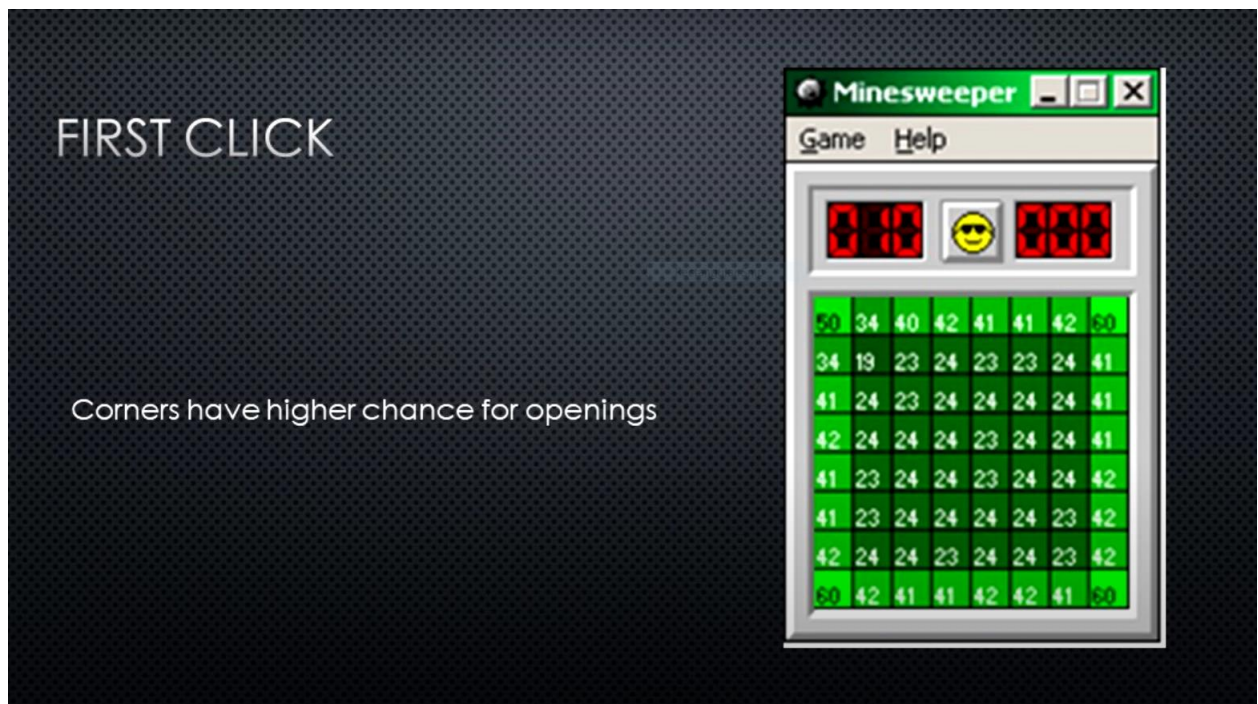 FIRST CLICK
Corners have higher chance for openings
Minesweeper
Game Help
010 000
50 34 40 42 41 41 42 60
34 19 23 24 23 23 24 41
41 24 23 24 24 24 24 41
42 24 24 24 23 24 24 41
41 23 24 24 23 24 24 42
41 23 24 24 24 24 23 42
42 24 24 23 24 24 23 42
60 42 41 41 42 42 41 60